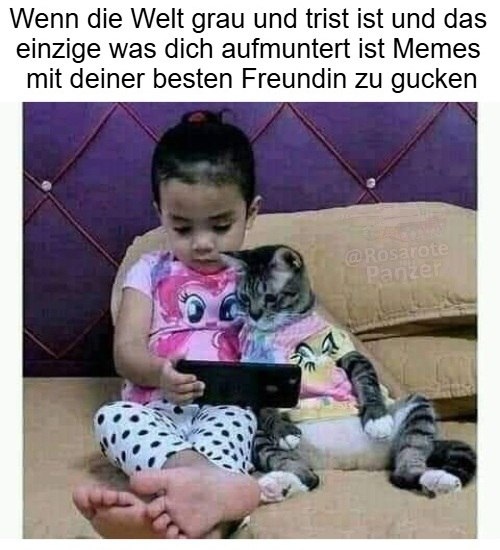 Wenn die Welt grau und trist ist und das
einzige was dich aufmuntert ist Memes
mit deiner besten Freundin zu gucken
@Rosarote
Panzer